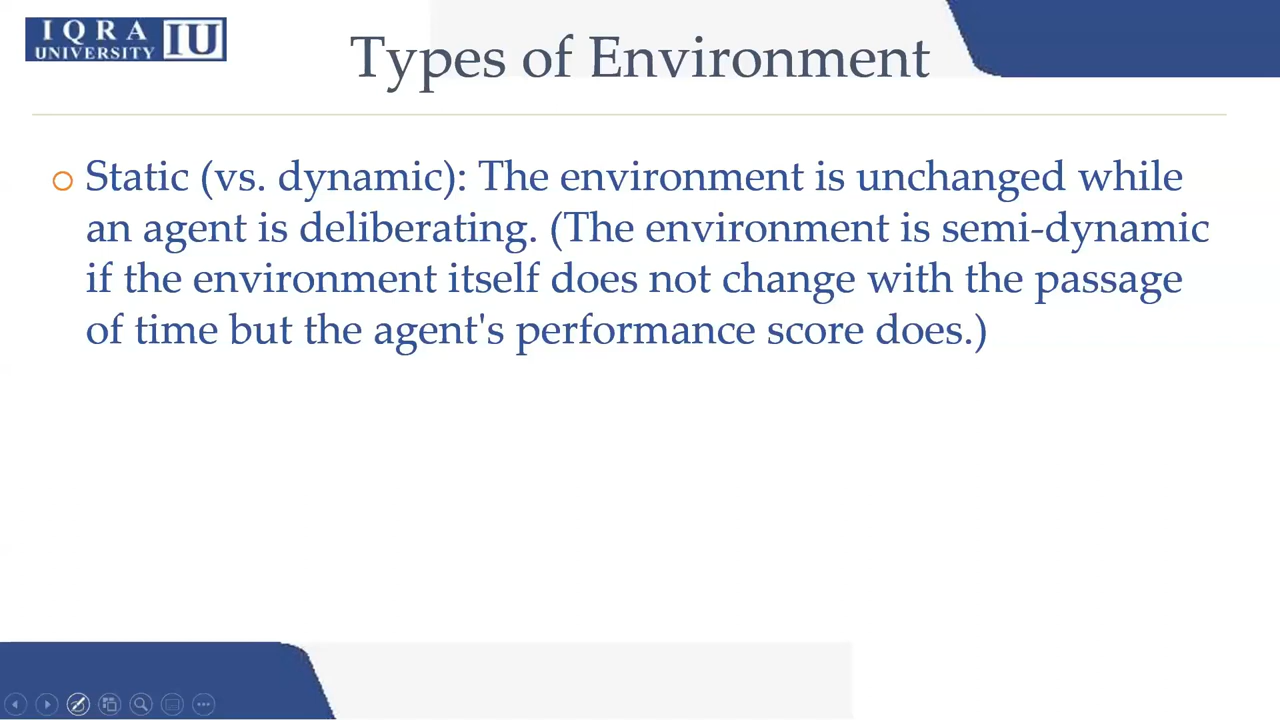 IQRA
UNIVERSITY
IU
Types of Environment
Static (vs. dynamic): The environment is unchanged while
an agent is deliberating. (The environment is semi-dynamic
if the environment itself does not change with the passage
of time but the agent's performance score does.)